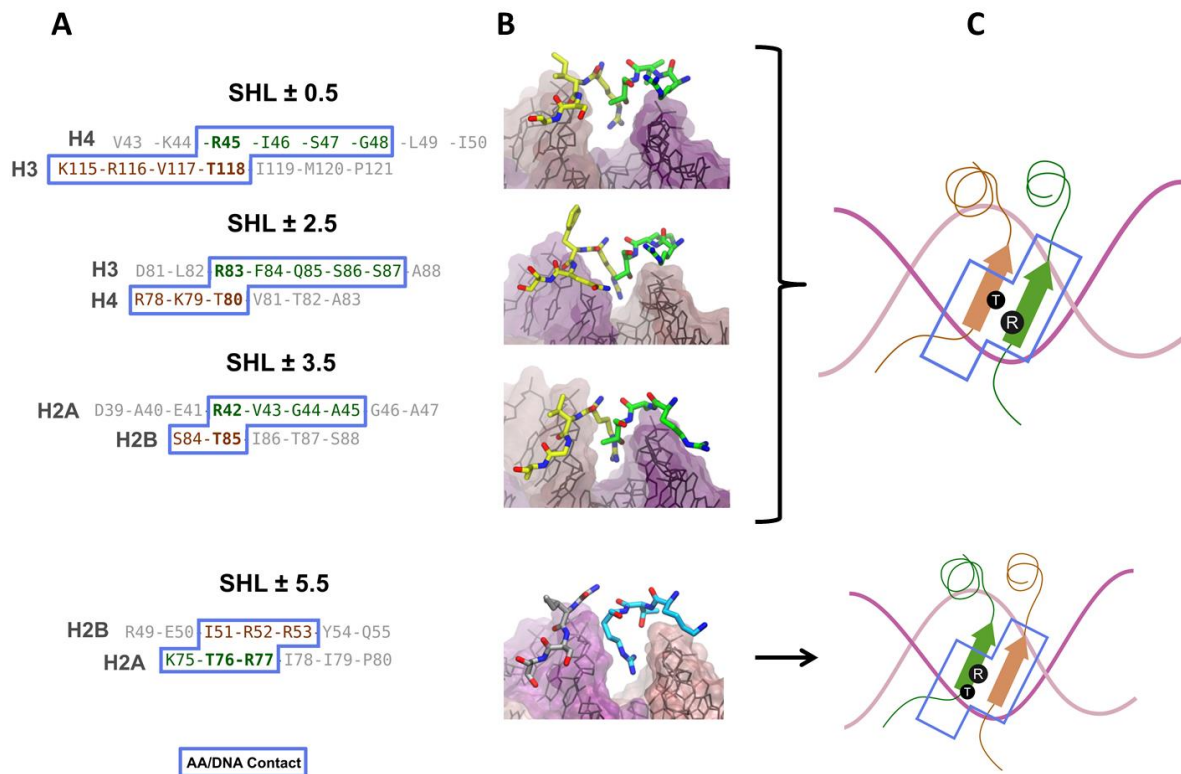 A
B
C
SHL ± 0.5
H4 V43 -K44 -R45 -I46 -S47 -G48 -L49 -I50
H3 K115-R116-V117-T118 I119-M120-P121
SHL ± 2.5
H3 D81-L82 R83-F84-Q85-S86-S87 -A88
H4 R78-K79-T80 -V81-T82-A83
T
R
SHL ± 3.5
H2A D39-A40-E41- R42-V43-G44-A45 G46-A47
H2B S84-T85 -I86-T87-S88
SHL ± 5.5
H2B R49-E50 I51-R52-R53 Y54-Q55
H2A K75-T76-R77 -I78-I79-P80
R
T
AA/DNA Contact